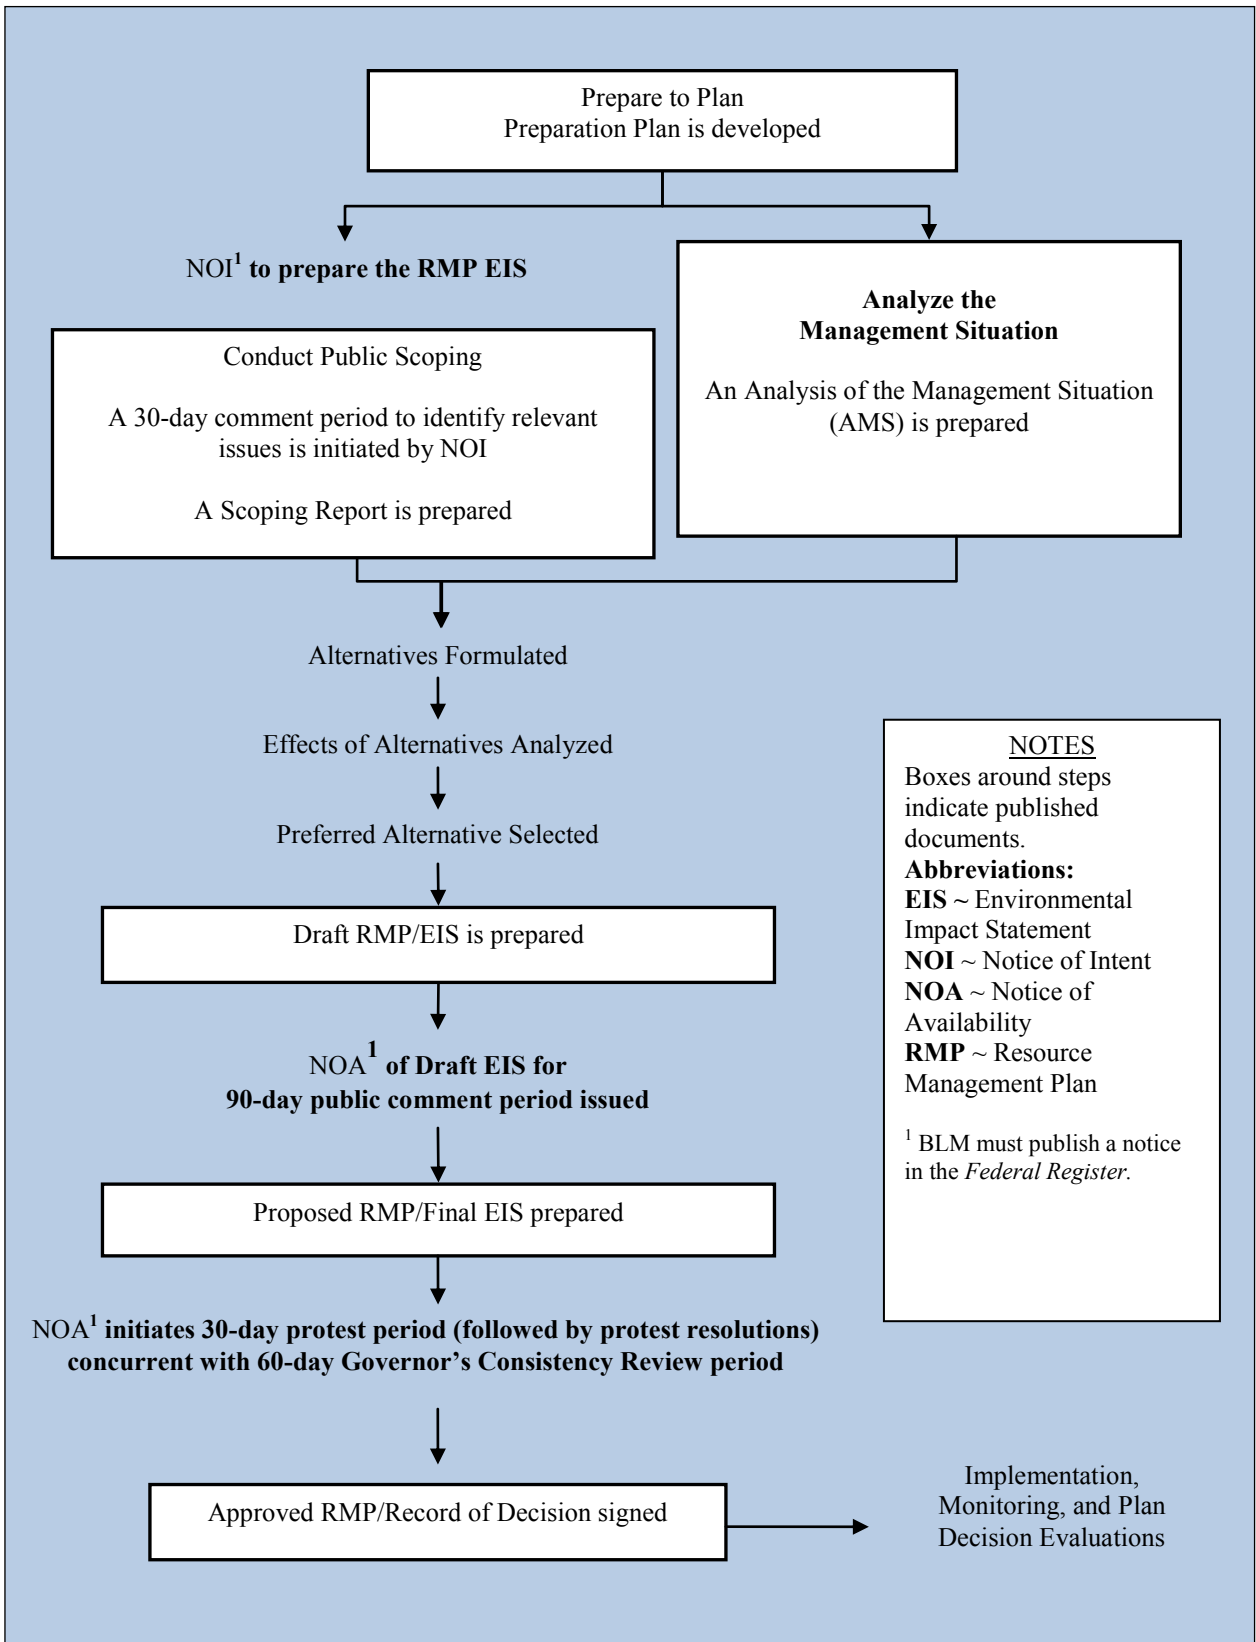 Prepare to Plan
Preparation Plan is developed
NOI¹ to prepare the RMP EIS
Conduct Public Scoping
A 30-day comment period to identify relevant
issues is initiated by NOI
A Scoping Report is prepared
Analyze the
Management Situation
An Analysis of the Management Situation
(AMS) is prepared
Alternatives Formulated
Effects of Alternatives Analyzed
Preferred Alternative Selected
Draft RMP/EIS is prepared
NOA¹ of Draft EIS for
90-day public comment period issued
Proposed RMP/Final EIS prepared
NOA¹ initiates 30-day protest period (followed by protest resolutions)
concurrent with 60-day Governor’s Consistency Review period
Approved RMP/Record of Decision signed
Implementation,
Monitoring, and Plan
Decision Evaluations
NOTES
Boxes around steps
indicate published
documents.
Abbreviations:
EIS ~ Environmental
Impact Statement
NOI ~ Notice of Intent
NOA ~ Notice of
Availability
RMP ~ Resource
Management Plan
¹ BLM must publish a notice
in the Federal Register.